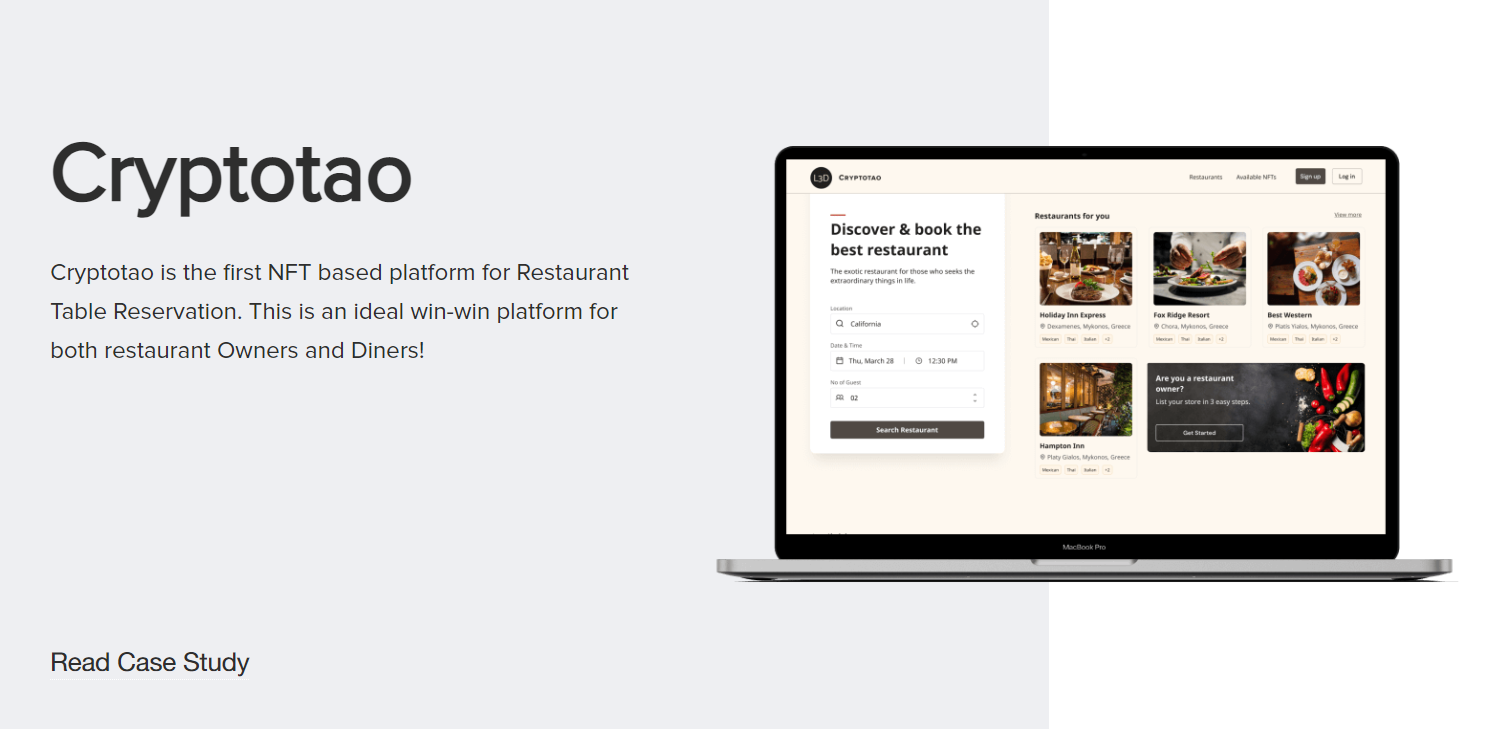 Cryptotao
Cryptotao is the first NFT based platform for Restaurant
Table Reservation. This is an ideal win-win platform for
both restaurant Owners and Diners!
Read Case Study
L3D CRYPTOTAO
Restaurants Available NFTs Sign up Log in
Discover & book the
best restaurant
The exotic restaurant for those who seeks the
extraordinary things in life.
Location
California
Date & Time
Thu, March 28 | 12:30 PM
No of Guest
02
Search Restaurant
Restaurants for you
View more
Holiday Inn Express
Dexamenes, Mykonos, Greece
Mexican Thai Italian +2
Fox Ridge Resort
Chora, Mykonos, Greece
Mexican Thai Italian +2
Best Western
Platis Yialos, Mykonos, Greece
Mexican Thai Italian +2
Hampton Inn
Platy Gialos, Mykonos, Greece
Mexican Thai Italian +2
Are you a restaurant
owner?
List your store in 3 easy steps.
Get Started
MacBook Pro